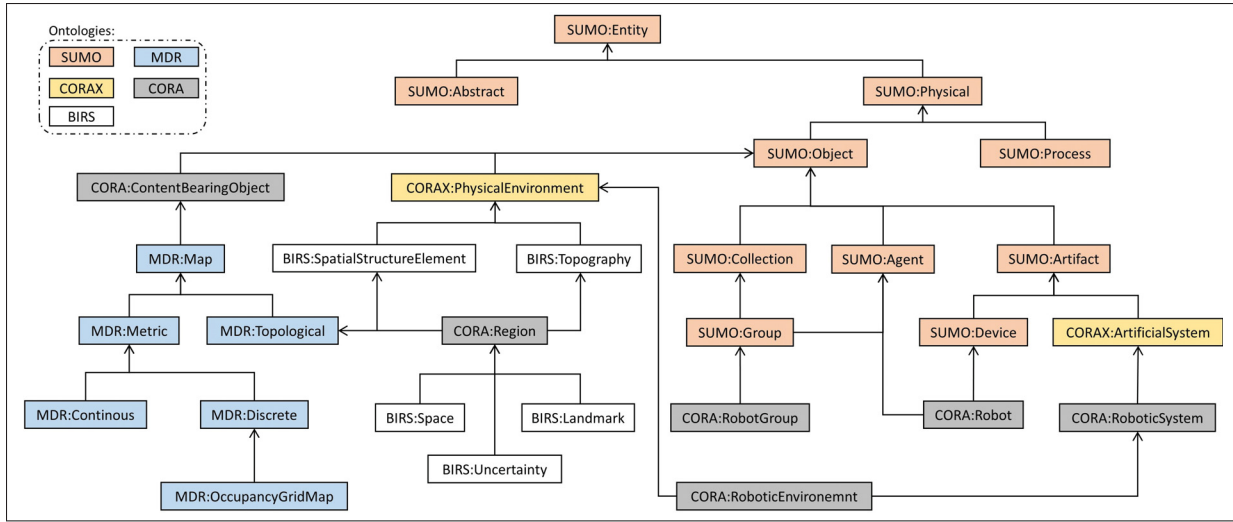 Ontologies:
SUMO
MDR
CORAX
CORA
BIRS
SUMO:Entity
SUMO:Abstract
SUMO:Physical
SUMO:Object
SUMO:Process
CORA:ContentBearingObject
CORAX:PhysicalEnvironment
MDR:Map
BIRS:SpatialStructureElement
BIRS:Topography
SUMO:Collection
SUMO:Agent
SUMO:Artifact
MDR:Metric
MDR:Topological
CORA:Region
SUMO:Group
SUMO:Device
CORAX:ArtificialSystem
MDR:Continous
MDR:Discrete
BIRS:Space
BIRS:Landmark
CORA:RobotGroup
CORA:Robot
CORA:RoboticSystem
BIRS:Uncertainty
MDR:OccupancyGridMap
CORA:RoboticEnvironemnt